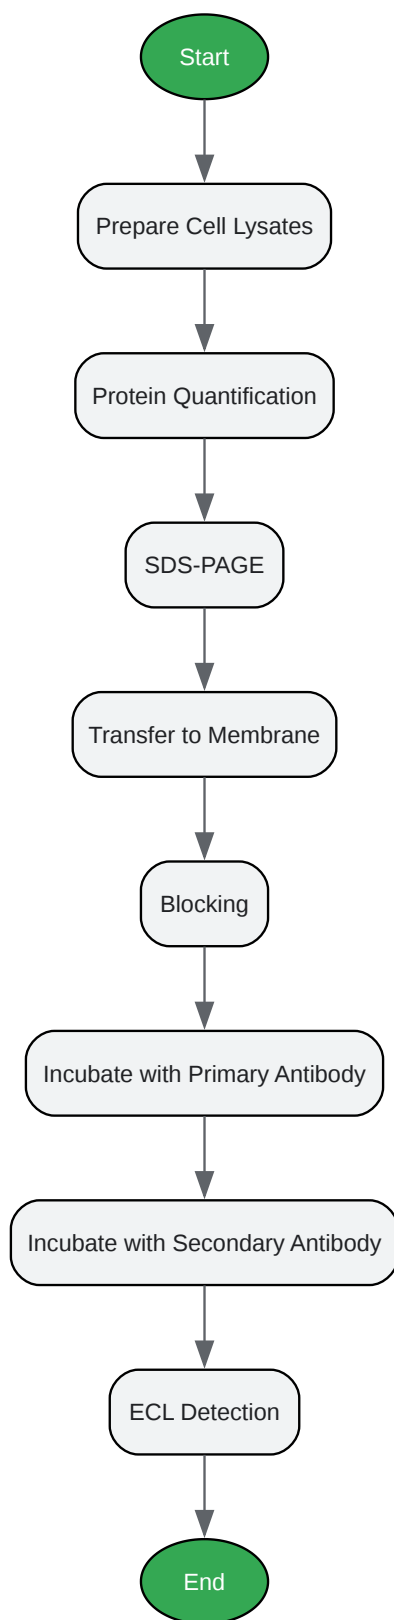 Start
Prepare Cell Lysates
Protein Quantification
SDS-PAGE
Transfer to Membrane
Blocking
Incubate with Primary Antibody
Incubate with Secondary Antibody
ECL Detection
End